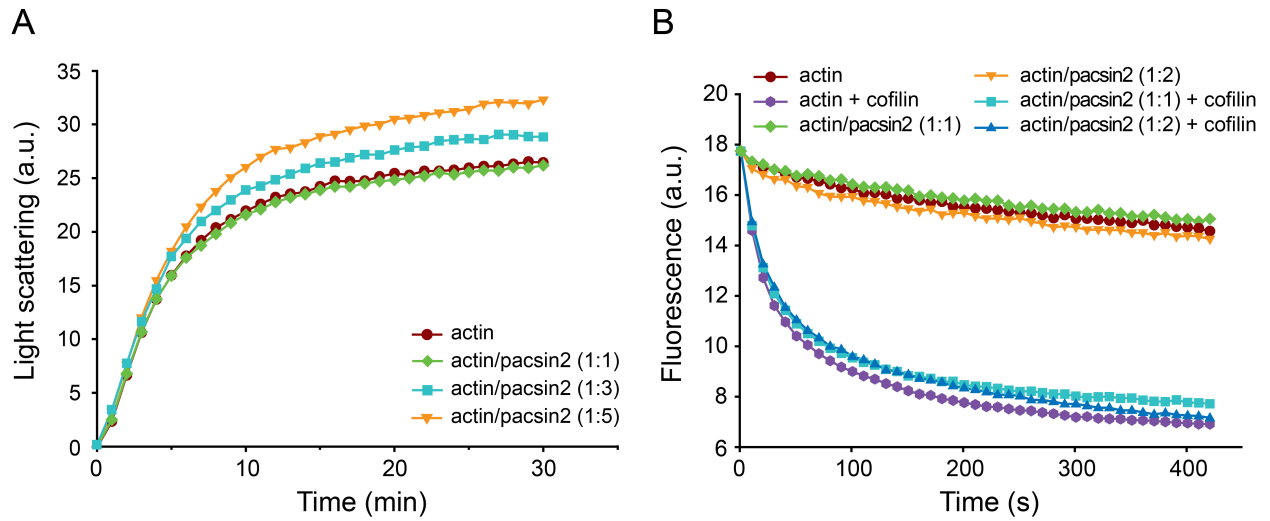 A
Light scattering (a.u.)
35
30
25
20
15
10
5
0
0
10
20
30
Time (min)
actin
actin/pacsin2 (1:1)
actin/pacsin2 (1:3)
actin/pacsin2 (1:5)
B
Fluorescence (a.u.)
20
18
16
14
12
10
8
6
0
100
200
300
400
Time (s)
actin
actin + cofilin
actin/pacsin2 (1:1)
actin/pacsin2 (1:2)
actin/pacsin2 (1:1) + cofilin
actin/pacsin2 (1:2) + cofilin